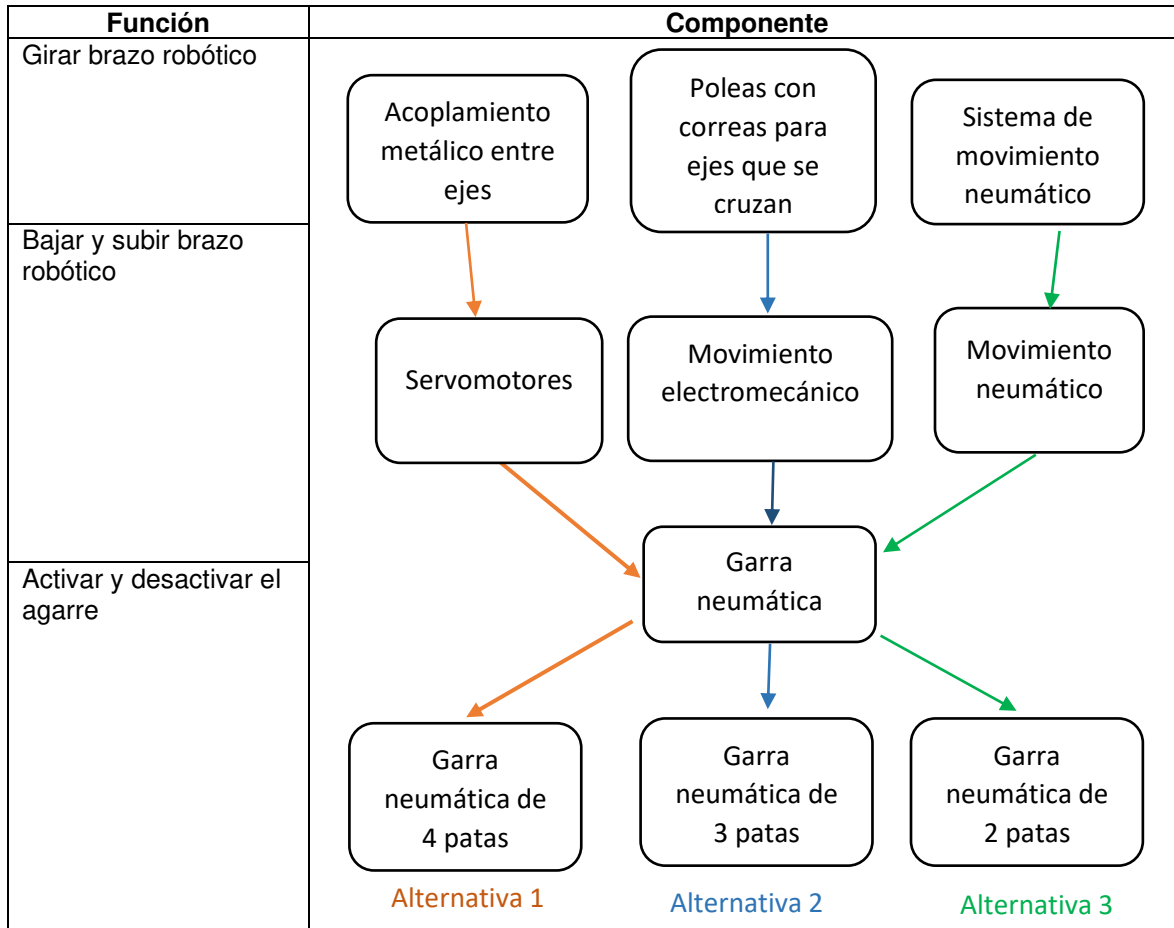 Función
Componente
Girar brazo robótico
Acoplamiento
metálico entre
ejes
Poleas con
correas para
ejes que se
cruzan
Sistema de
movimiento
neumático
Bajar y subir brazo
robótico
Servomotores
Movimiento
electromecánico
Movimiento
neumático
Activar y desactivar el
agarre
Garra
neumática
Garra
neumática de
4 patas
Garra
neumática de
3 patas
Garra
neumática de
2 patas
Alternativa 1
Alternativa 2
Alternativa 3